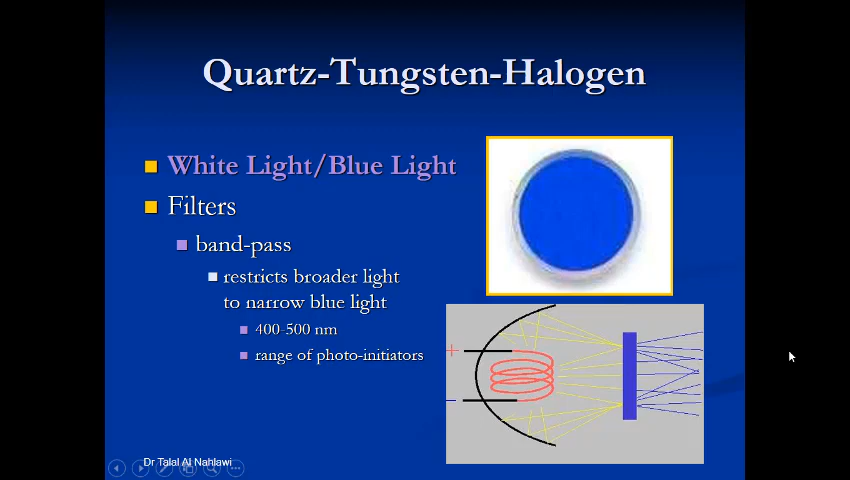 Quartz-Tungsten-Halogen
White Light/Blue Light
Filters
band-pass
restricts broader light
to narrow blue light
400-500 nm
range of photo-initiators
+
-
Dr Talal Al Nahlawi